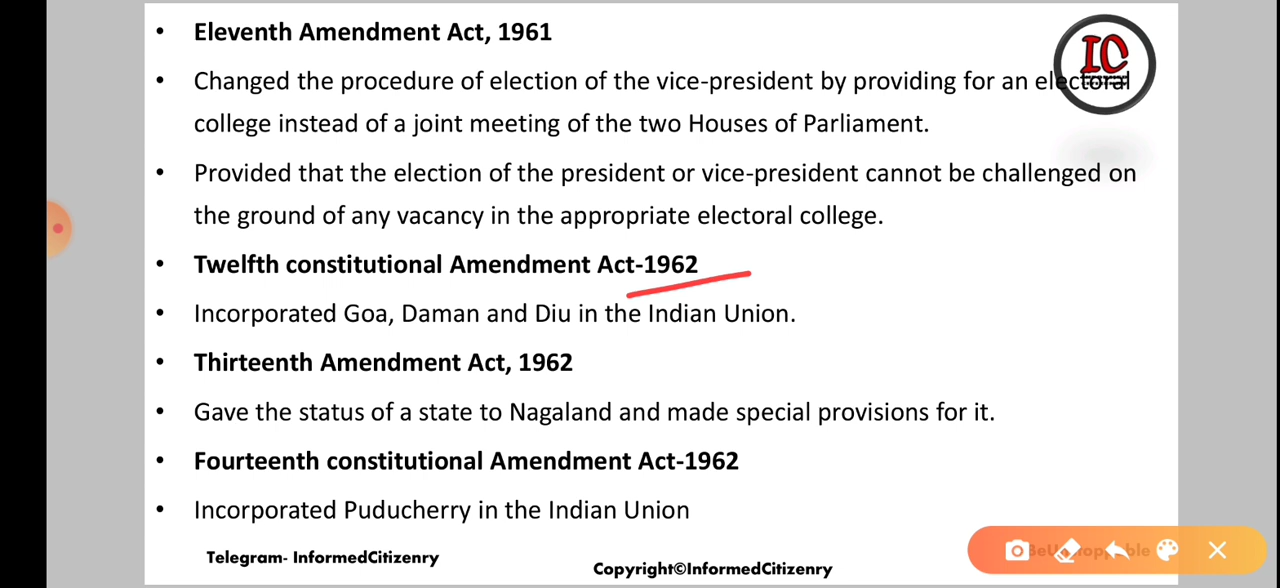 • Eleventh Amendment Act, 1961
• Changed the procedure of election of the vice-president by providing for an electoral
college instead of a joint meeting of the two Houses of Parliament.
• Provided that the election of the president or vice-president cannot be challenged on
the ground of any vacancy in the appropriate electoral college.
• Twelfth constitutional Amendment Act-1962
• Incorporated Goa, Daman and Diu in the Indian Union.
• Thirteenth Amendment Act, 1962
• Gave the status of a state to Nagaland and made special provisions for it.
• Fourteenth constitutional Amendment Act-1962
• Incorporated Puducherry in the Indian Union
IC
Telegram- InformedCitizenry
Copyright©InformedCitizenry